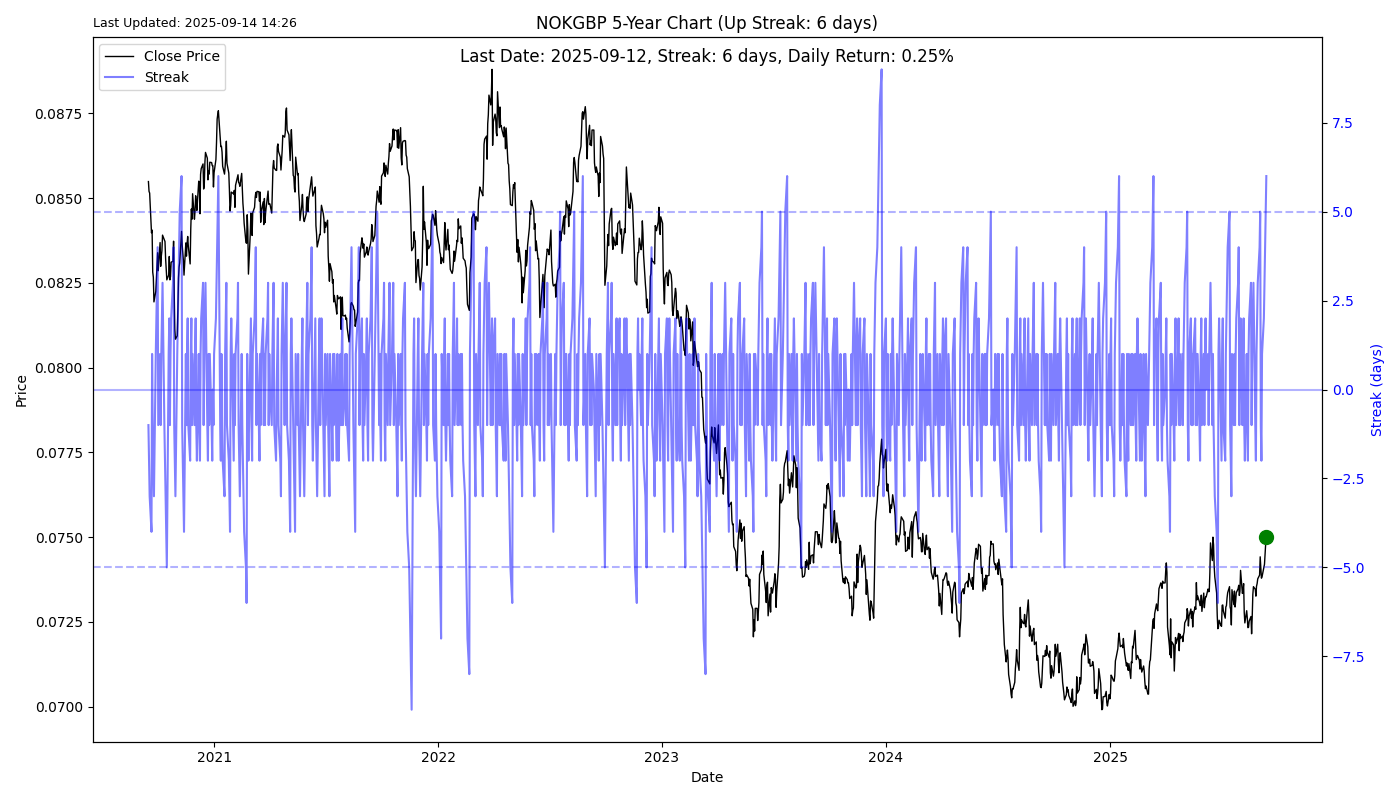 Last Updated: 2025-09-14 14:26
NOKGBP 5-Year Chart (Up Streak: 6 days)
Last Date: 2025-09-12, Streak: 6 days, Daily Return: 0.25%
Close Price
Streak
0.0875
0.0850
0.0825
0.0800
0.0775
0.0750
0.0725
0.0700
Price
7.5
5.0
2.5
0.0
−2.5
−5.0
−7.5
Streak (days)
2021
2022
2023
2024
2025
Date